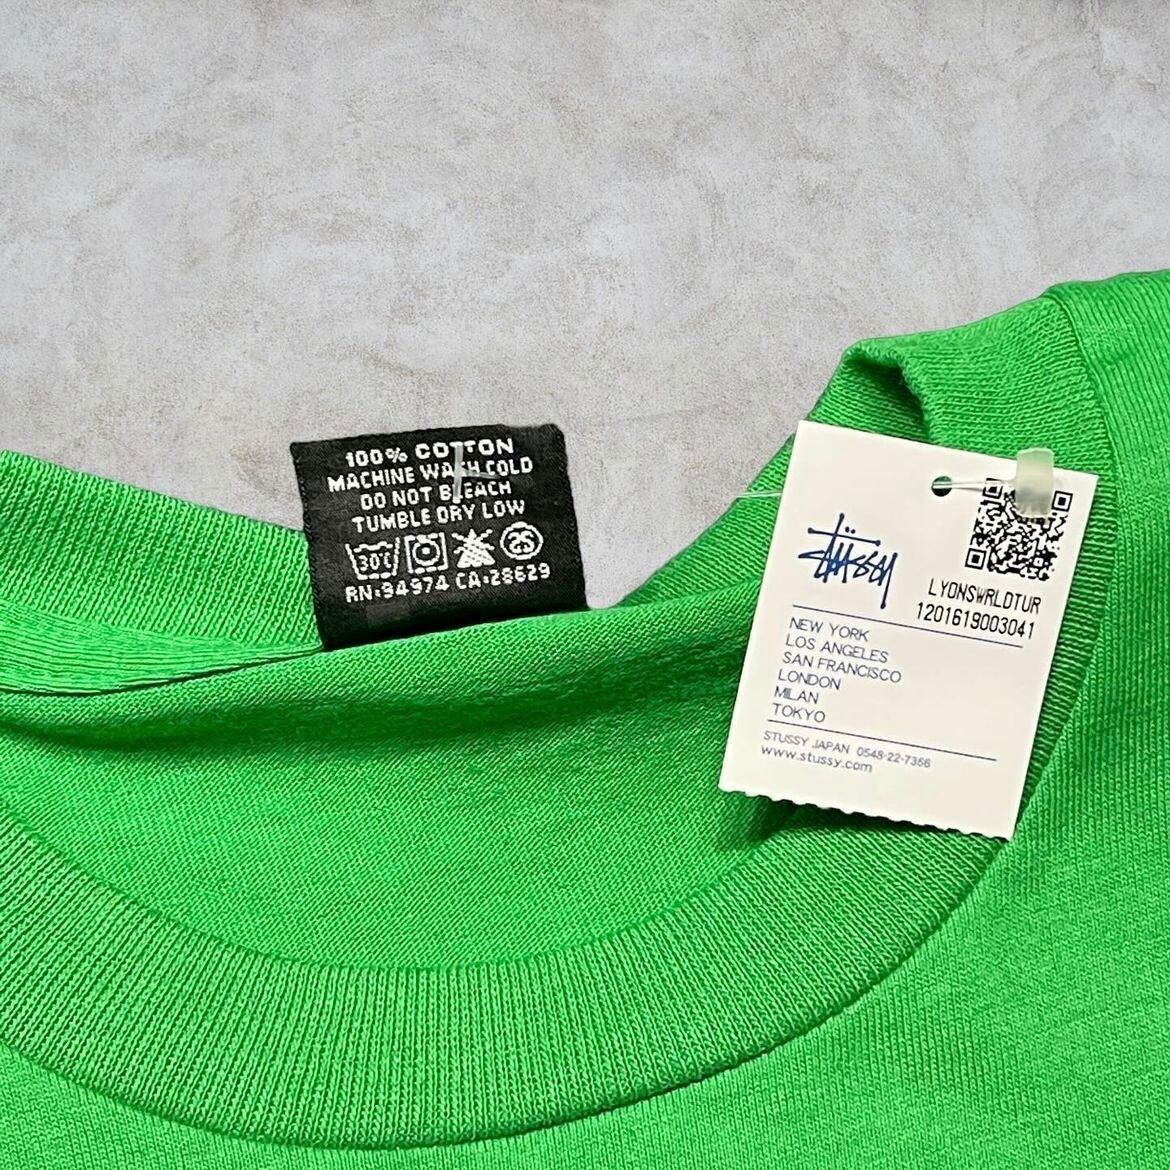 100% COTTON
MACHINE WASH COLD
DO NOT BLEACH
TUMBLE DRY LOW
30℃
RN:94974 CA:28629
Stüssy
LYONSWRLDTUR
1201619003041
NEW YORK
LOS ANGELES
SAN FRANCISCO
LONDON
MILAN
TOKYO
STUSSY JAPAN 0548-22-7366
www.stussy.com